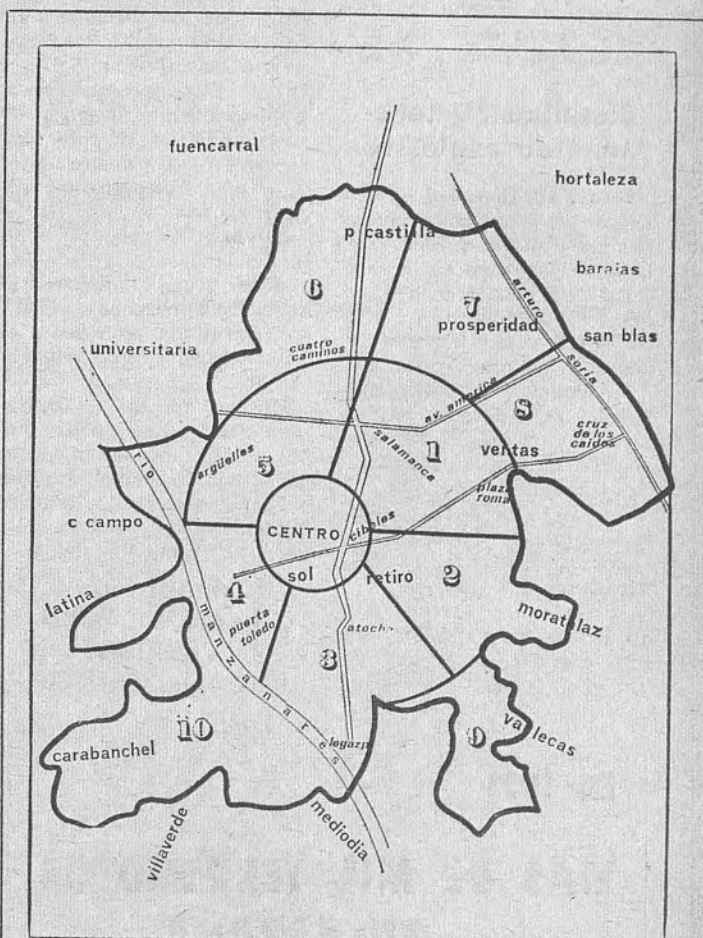 fuencarral
hortaleza
p castilla
barajas
6
7
arturo
prosperidad
san blas
universitaria
cuatro
caminos
soria
av. america
8
cruz
de los
caidos
salamanca
1
ventas
argüelles
5
plaza
roma
rio
c campo
CENTRO
cibeles
sol
retiro
2
4
latina
puerta
toledo
moratalaz
atocha
3
manzanares
10
9
vallecas
legazpi
carabanchel
villaverde
mediodia